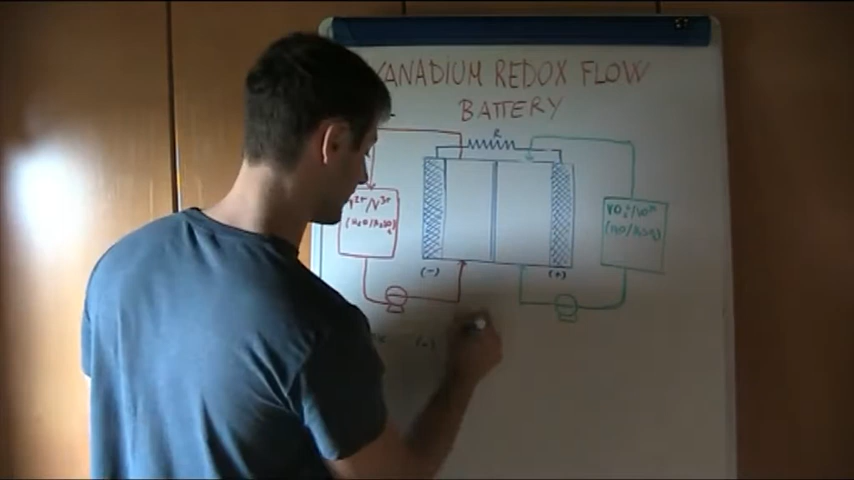 VANADIUM REDOX FLOW
BATTERY
R
V²⁺/V³⁺
(H₂O/H₂SO₄)
VO₂⁺/VO²⁺
(H₂O/H₂SO₄)
(-)
(+)